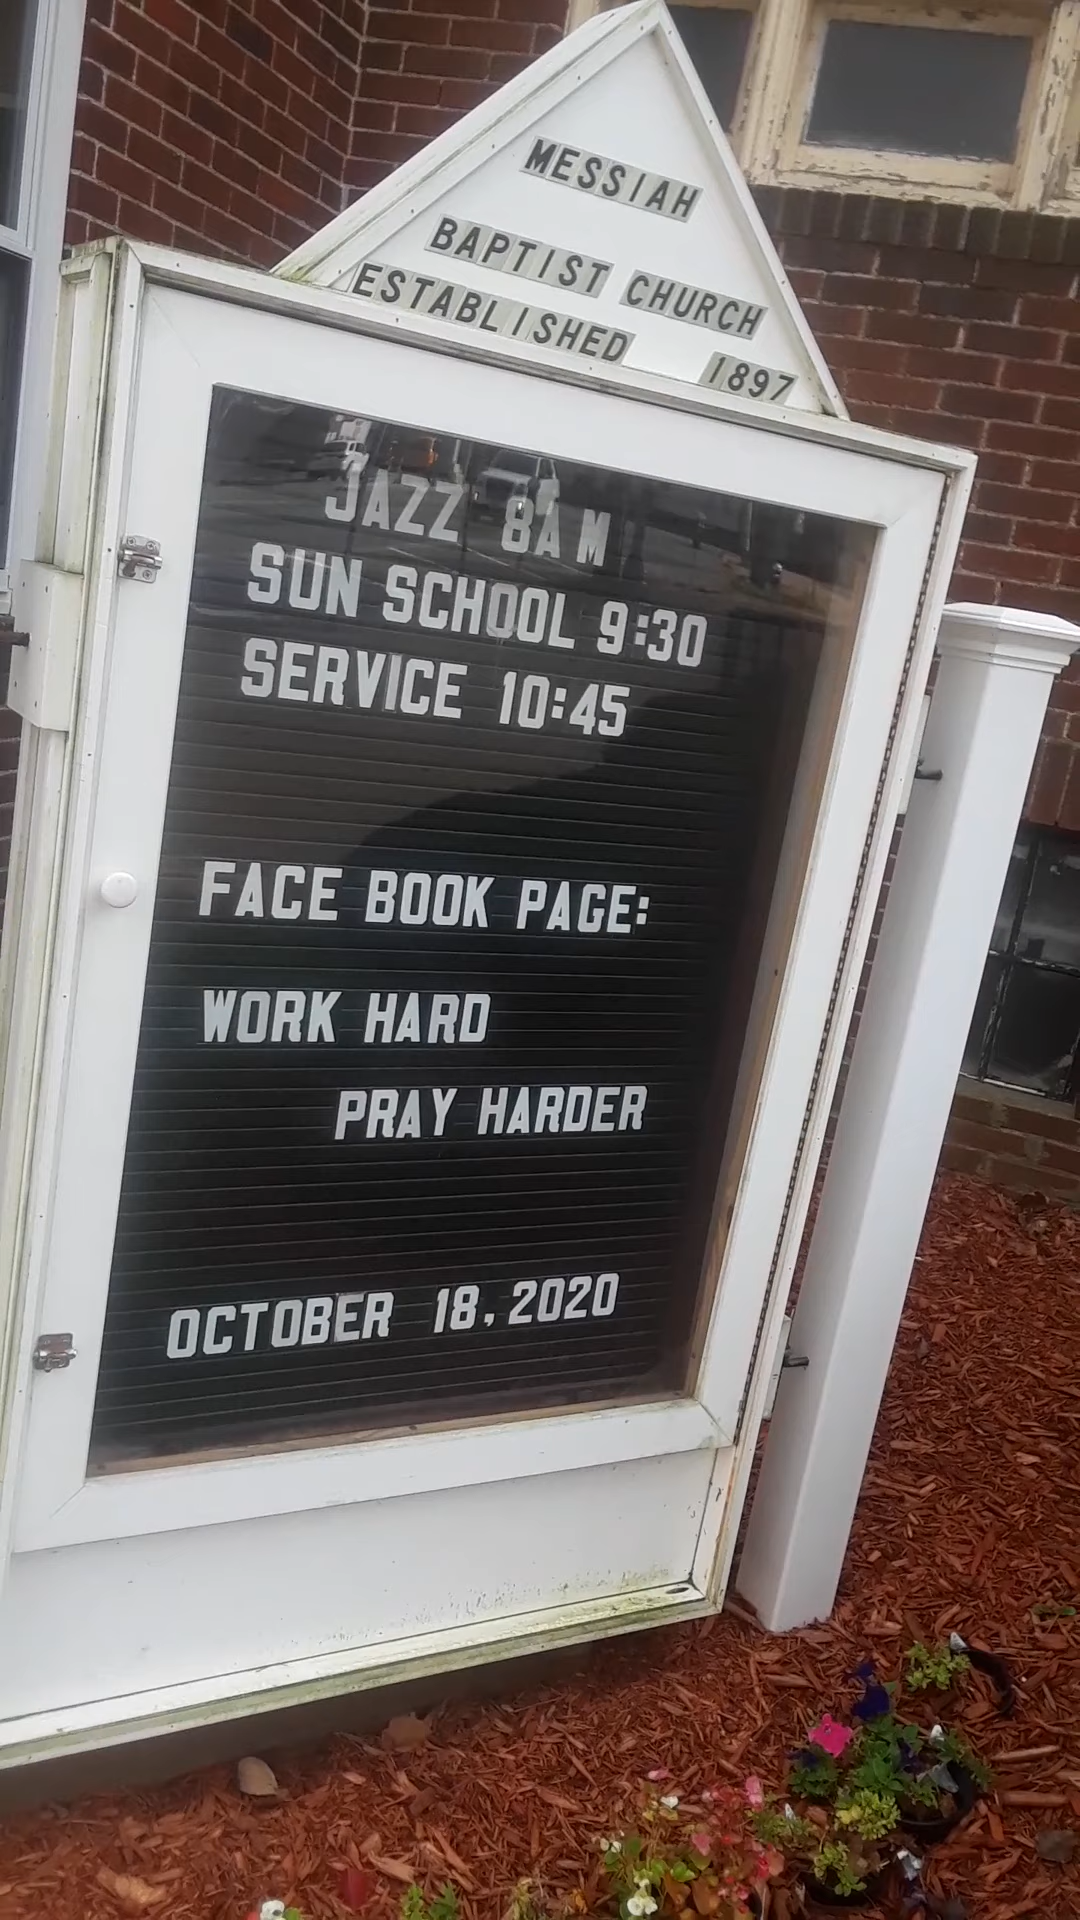 MESSIAH
BAPTIST CHURCH
ESTABLISHED 1897
JAZZ 8AM
SUN SCHOOL 9:30
SERVICE 10:45
FACE BOOK PAGE:
WORK HARD
PRAY HARDER
OCTOBER 18, 2020